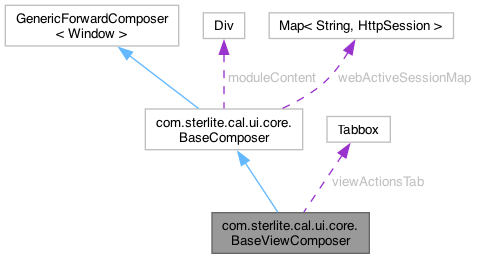 GenericForwardComposer
< Window >
Div
Map< String, HttpSession >
moduleContent
webActiveSessionMap
com.sterlite.cal.ui.core.
BaseComposer
Tabbox
viewActionsTab
com.sterlite.cal.ui.core.
BaseViewComposer